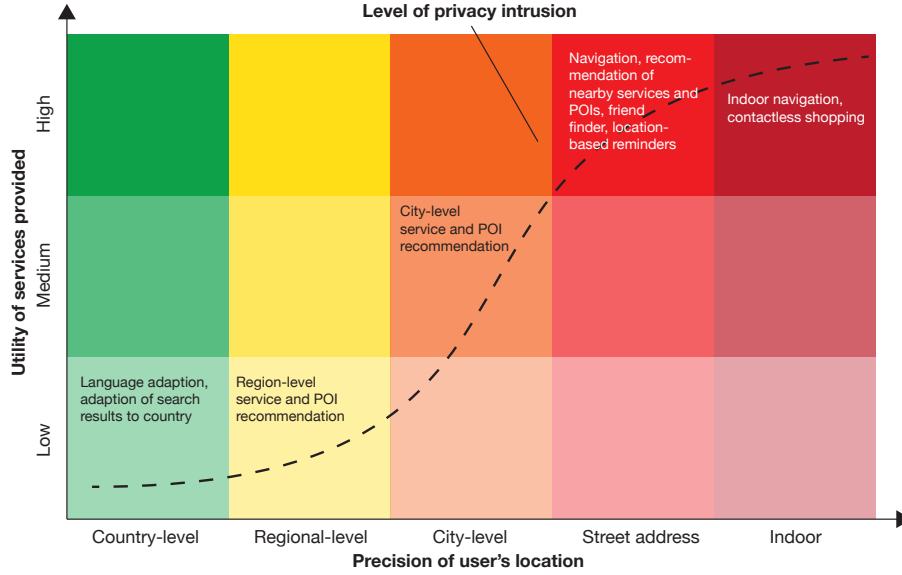 Level of privacy intrusion
Utility of services provided
High
Medium
Low
Navigation, recom-
mendation of
nearby services and
POIs, friend
finder, location-
based reminders
Indoor navigation,
contactless shopping
City-level
service and POI
recommendation
Language adaption,
adaption of search
results to country
Region-level
service and POI
recommendation
Country-level
Regional-level
City-level
Street address
Indoor
Precision of user's location